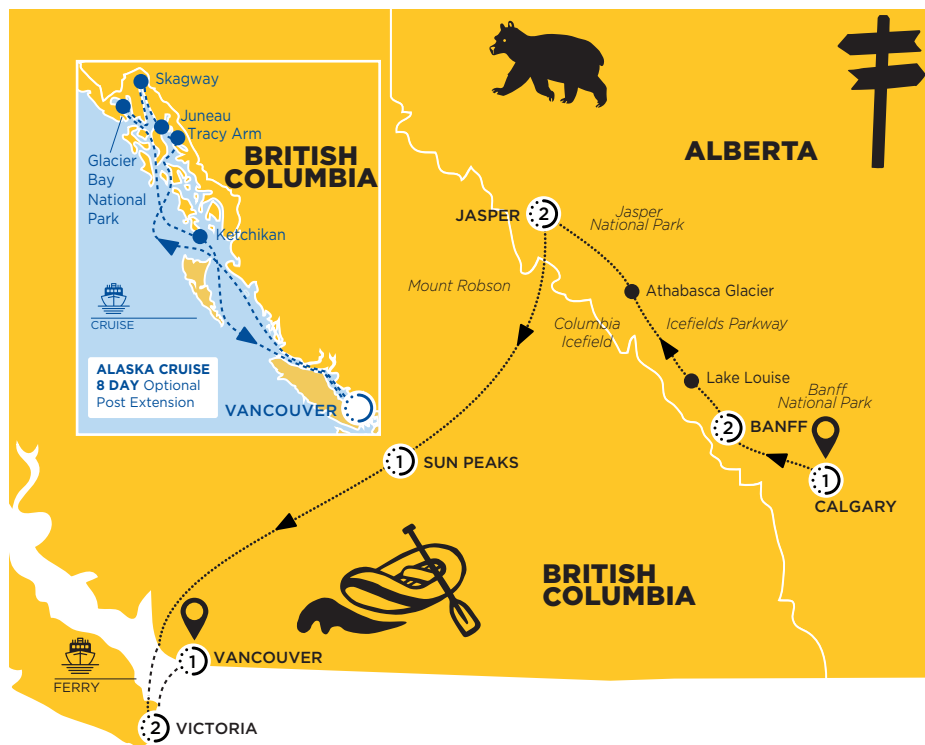 Skagway
Juneau
Tracy Arm
Glacier
Bay
National
Park
BRITISH
COLUMBIA
Ketchikan
CRUISE
ALASKA CRUISE
8 DAY Optional
Post Extension
VANCOUVER
ALBERTA
JASPER
2
Jasper
National Park
Mount Robson
Athabasca Glacier
Columbia
Icefield
Icefields Parkway
Lake Louise
Banff
National Park
2
BANFF
1
CALGARY
1
SUN PEAKS
BRITISH
COLUMBIA
1
VANCOUVER
FERRY
2
VICTORIA